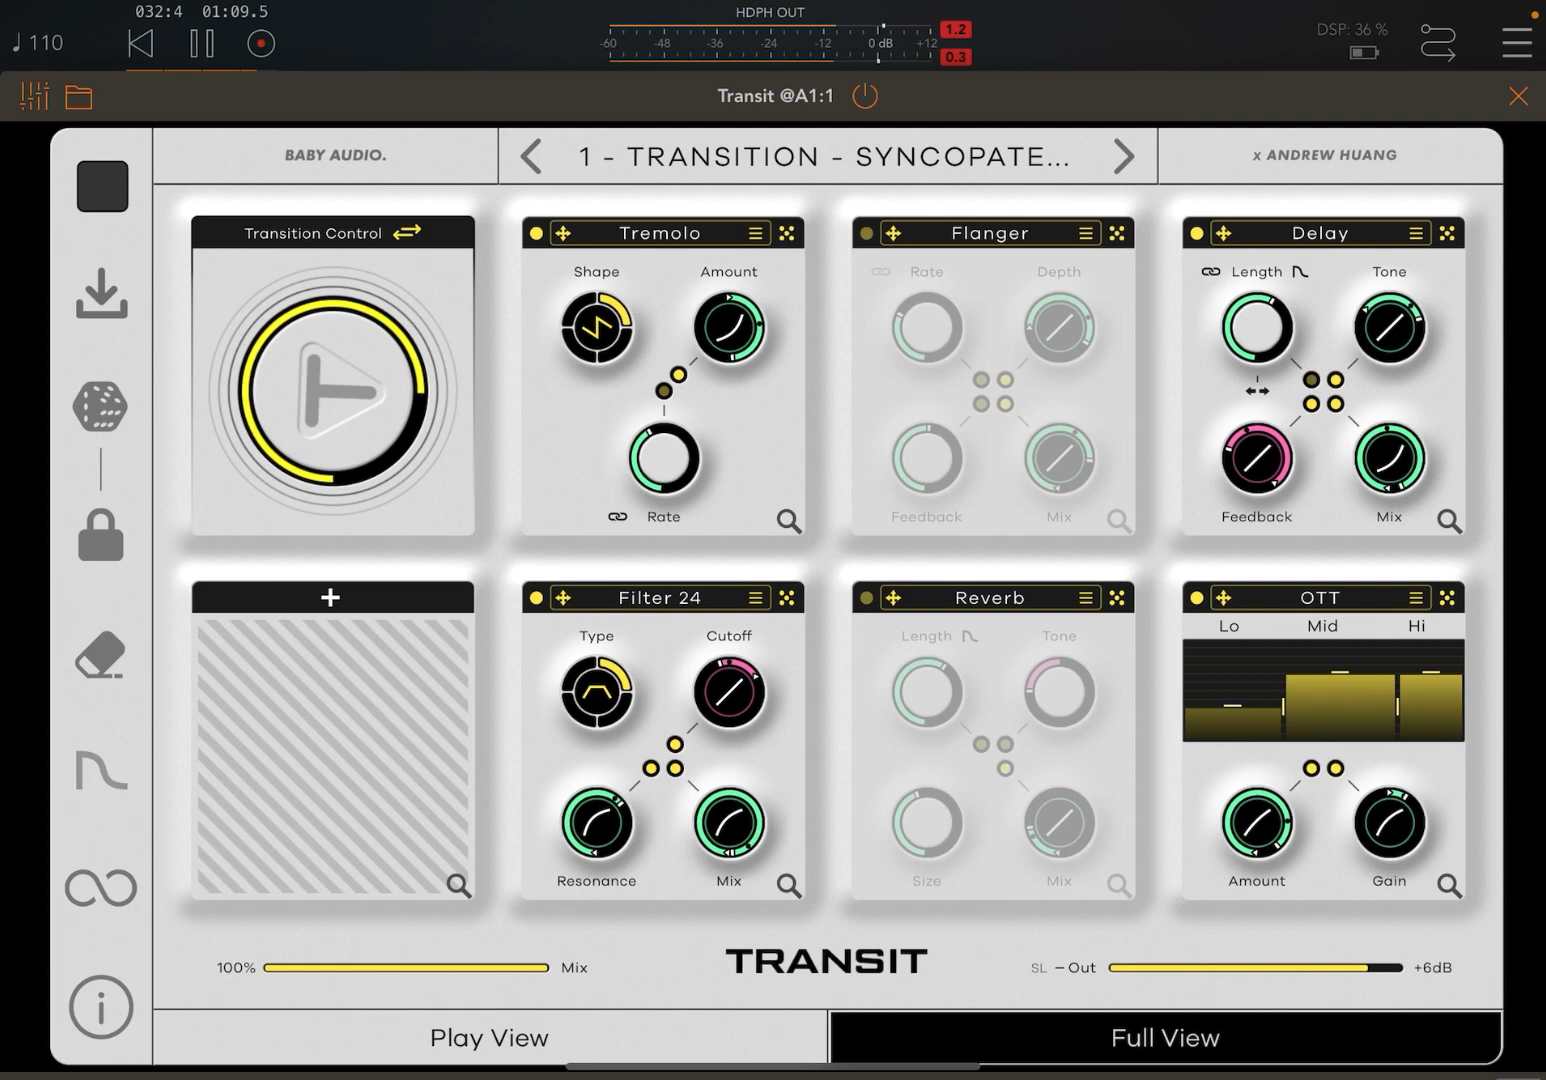 032:4 01:09.5
HDPH OUT
♩ 110
-60 -48 -36 -24 -12 0 dB +12
1.2
0.3
DSP: 36 %
Transit @A1:1
BABY AUDIO.
1 - TRANSITION - SYNCOPATE...
x ANDREW HUANG
Transition Control
Tremolo
Shape Amount
Rate
Flanger
Rate Depth
Feedback Mix
Delay
Length Tone
Feedback Mix
+
Filter 24
Type Cutoff
Resonance Mix
Reverb
Length Tone
Size Mix
OTT
Lo Mid Hi
Amount Gain
100% Mix
TRANSIT
SL – Out +6dB
Play View
Full View